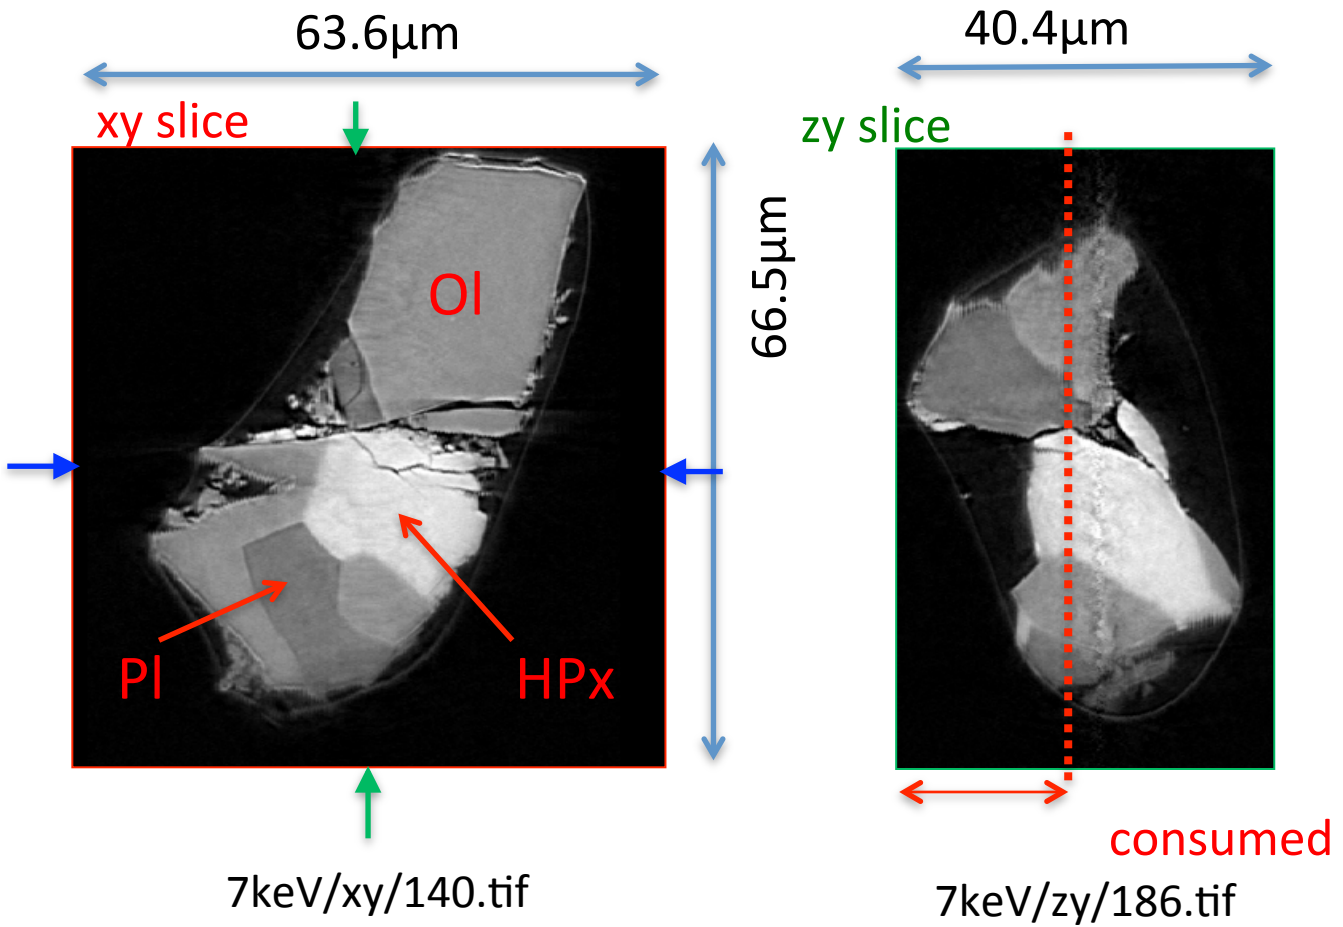 63.6μm
40.4μm
xy slice
zy slice
66.5μm
Ol
Pl
HPx
consumed
7keV/xy/140.tif
7keV/zy/186.tif